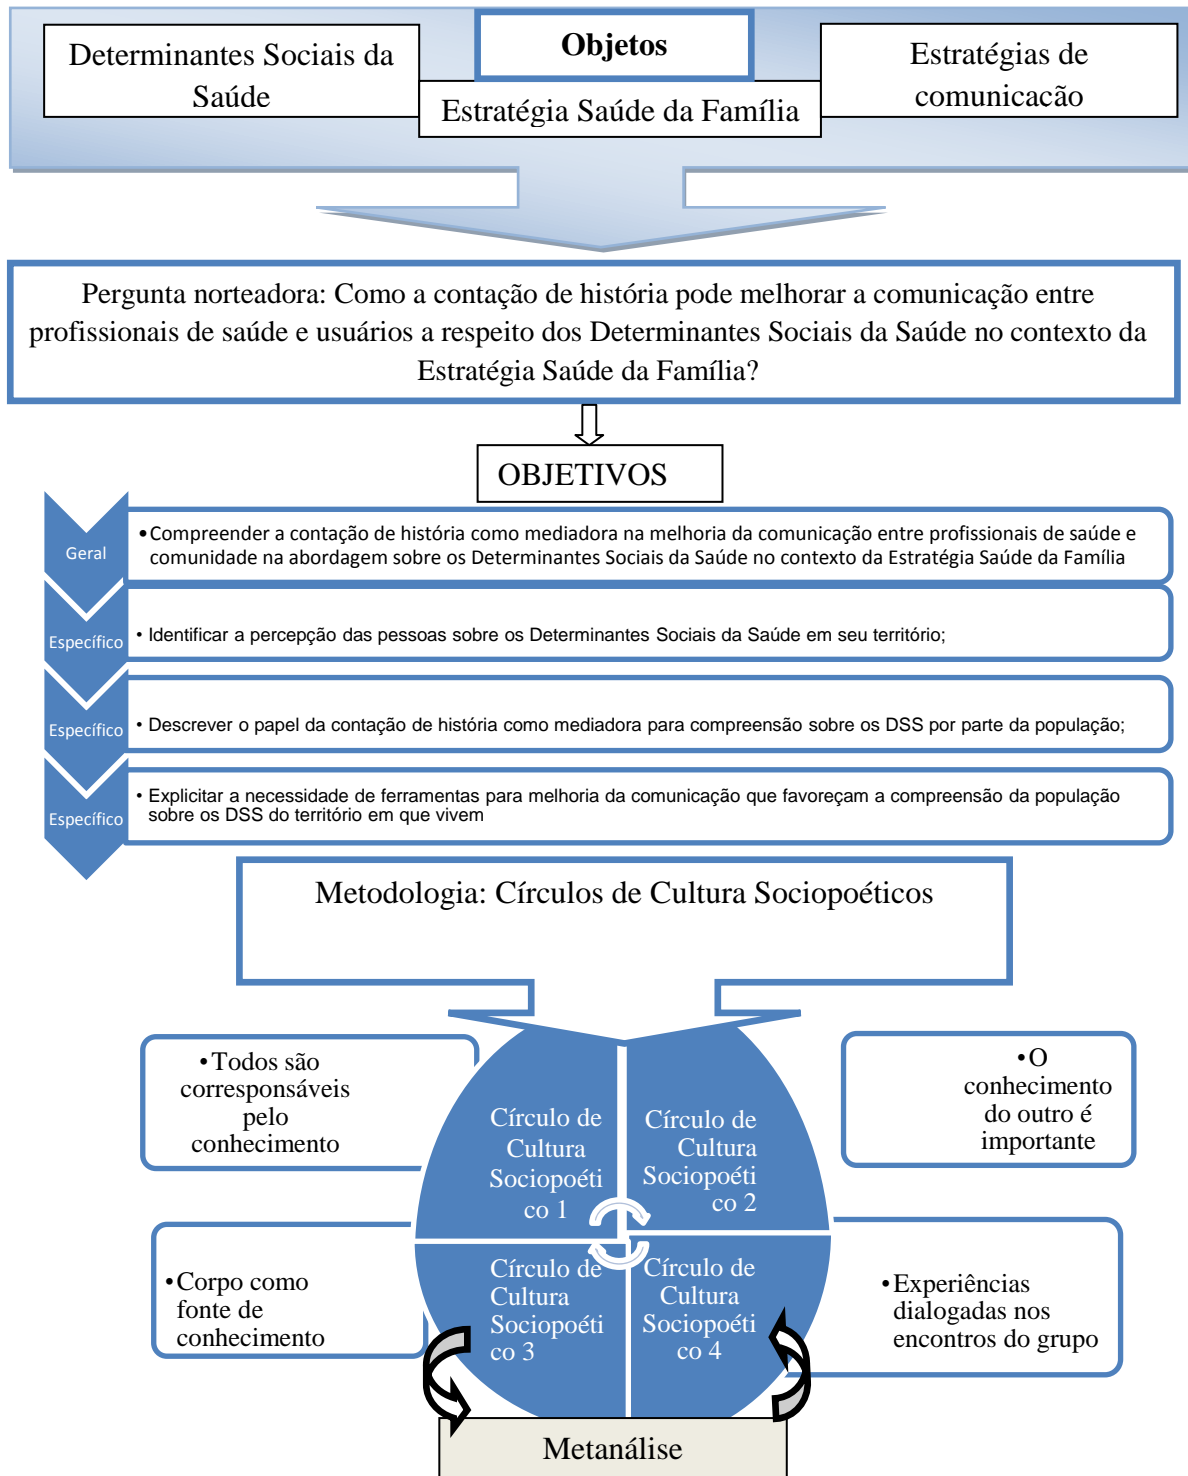 Objetos
Determinantes Sociais da
Saúde
Estratégia Saúde da Família
Estratégias de
comunicacão
Pergunta norteadora: Como a contação de história pode melhorar a comunicação entre
profissionais de saúde e usuários a respeito dos Determinantes Sociais da Saúde no contexto da
Estratégia Saúde da Família?
OBJETIVOS
Geral
•Compreender a contação de história como mediadora na melhoria da comunicação entre profissionais de saúde e
comunidade na abordagem sobre os Determinantes Sociais da Saúde no contexto da Estratégia Saúde da Família
Específico
• Identificar a percepção das pessoas sobre os Determinantes Sociais da Saúde em seu território;
Específico
• Descrever o papel da contação de história como mediadora para compreensão sobre os DSS por parte da população;
Específico
• Explicitar a necessidade de ferramentas para melhoria da comunicação que favoreçam a compreensão da população
sobre os DSS do território em que vivem
Metodologia: Círculos de Cultura Sociopoéticos
•Todos são
corresponsáveis
pelo
conhecimento
•O
conhecimento
do outro é
importante
Círculo de
Cultura
Sociopoéti
co 1
Círculo de
Cultura
Sociopoéti
co 2
•Corpo como
fonte de
conhecimento
Círculo de
Cultura
Sociopoéti
co 3
Círculo de
Cultura
Sociopoéti
co 4
•Experiências
dialogadas nos
encontros do grupo
Metanálise